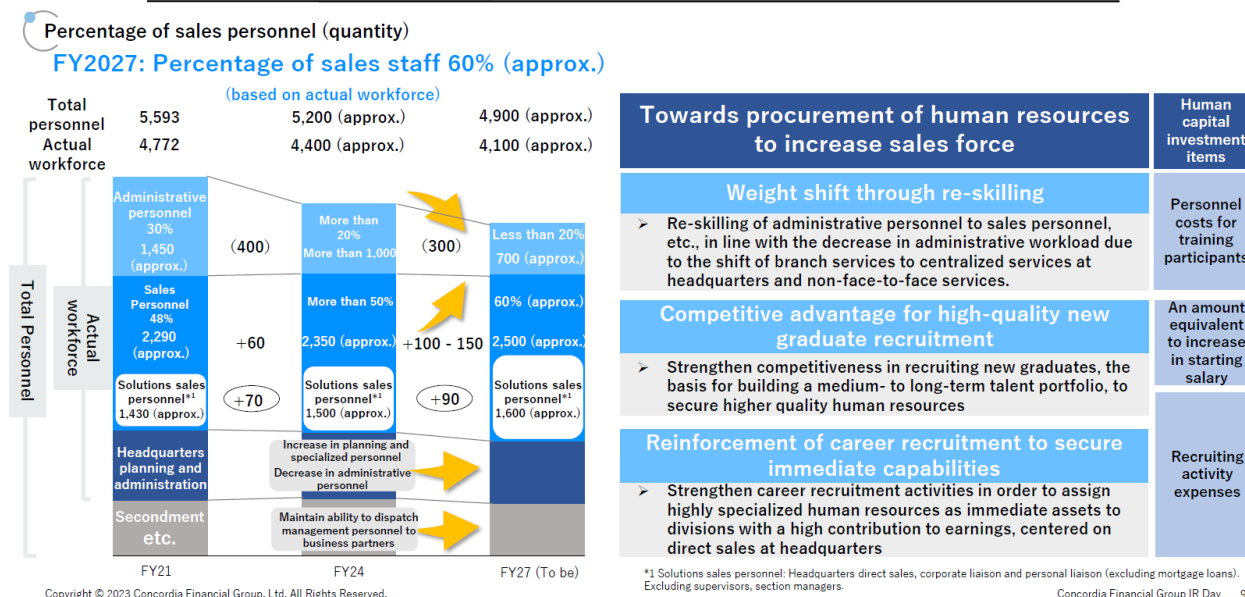 Percentage of sales personnel (quantity)
FY2027: Percentage of sales staff 60% (approx.)
(based on actual workforce)
Total
personnel
5,593
5,200 (approx.)
4,900 (approx.)
Actual
workforce
4,772
4,400 (approx.)
4,100 (approx.)
Total Personnel
Actual
workforce
Administrative
personnel
30%
1,450
(approx.)
(400)
More than
20%
More than 1,000
(300)
Less than 20%
700 (approx.)
Sales
Personnel
48%
2,290
(approx.)
+60
More than 50%
2,350 (approx.)
+100 - 150
60% (approx.)
2,500 (approx.)
Solutions sales
personnel*1
1,430 (approx.)
+70
Solutions sales
personnel*1
1,500 (approx.)
+90
Solutions sales
personnel*1
1,600 (approx.)
Headquarters
planning and
administration
Increase in planning and
specialized personnel
Decrease in administrative
personnel
Secondment
etc.
Maintain ability to dispatch
management personnel to
business partners
FY21
FY24
FY27 (To be)
Copyright © 2023 Concordia Financial Group, Ltd. All Rights Reserved.
Towards procurement of human resources
to increase sales force
Human
capital
investment
items
Weight shift through re-skilling
➢ Re-skilling of administrative personnel to sales personnel,
etc., in line with the decrease in administrative workload due
to the shift of branch services to centralized services at
headquarters and non-face-to-face services.
Personnel
costs for
training
participants
Competitive advantage for high-quality new
graduate recruitment
➢ Strengthen competitiveness in recruiting new graduates, the
basis for building a medium- to long-term talent portfolio, to
secure higher quality human resources
An amount
equivalent
to increase
in starting
salary
Reinforcement of career recruitment to secure
immediate capabilities
➢ Strengthen career recruitment activities in order to assign
highly specialized human resources as immediate assets to
divisions with a high contribution to earnings, centered on
direct sales at headquarters
Recruiting
activity
expenses
*1 Solutions sales personnel: Headquarters direct sales, corporate liaison and personal liaison (excluding mortgage loans).
Excluding supervisors, section managers.
Concordia Financial Group IR Day 9